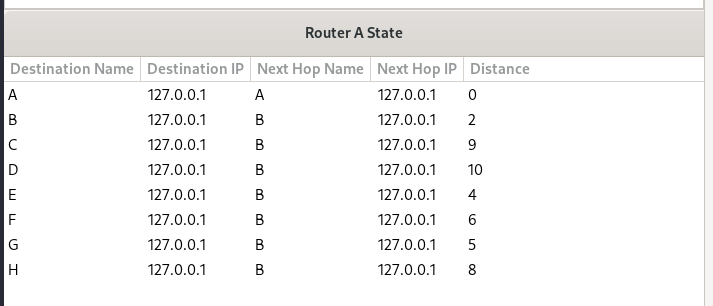 Router A State
Destination Name Destination IP Next Hop Name Next Hop IP Distance
A 127.0.0.1 A 127.0.0.1 0
B 127.0.0.1 B 127.0.0.1 2
C 127.0.0.1 B 127.0.0.1 9
D 127.0.0.1 B 127.0.0.1 10
E 127.0.0.1 B 127.0.0.1 4
F 127.0.0.1 B 127.0.0.1 6
G 127.0.0.1 B 127.0.0.1 5
H 127.0.0.1 B 127.0.0.1 8